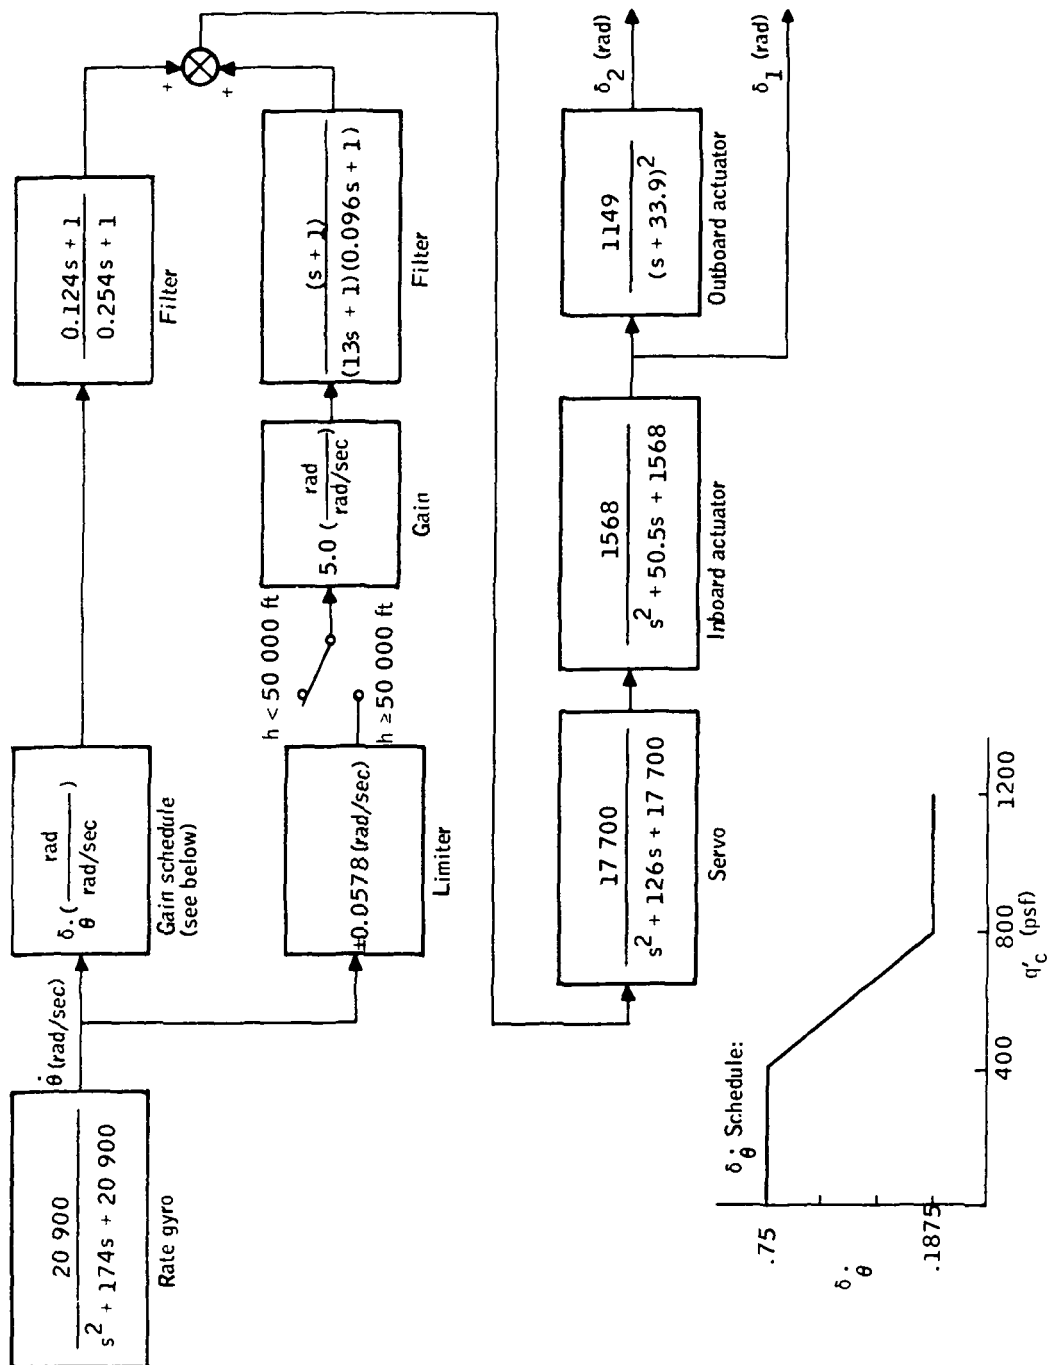 20 900
s² + 174s + 20 900
Rate gyro
θ̇ (rad/sec)
δθ̇ ( rad
rad/sec )
Gain schedule
(see below)
0.124s + 1
0.254s + 1
Filter
±0.0578 (rad/sec)
Limiter
h < 50 000 ft
h ≥ 50 000 ft
5.0 ( rad
rad/sec )
Gain
(s + 1)
(13s + 1)(0.096s + 1)
Filter
+
+
17 700
s² + 126s + 17 700
Servo
1568
s² + 50.5s + 1568
Inboard actuator
1149
(s + 33.9)²
Outboard actuator
δ₂ (rad)
δ₁ (rad)
δθ̇ Schedule:
.75
δθ̇
.1875
400
800
1200
q'c (psf)